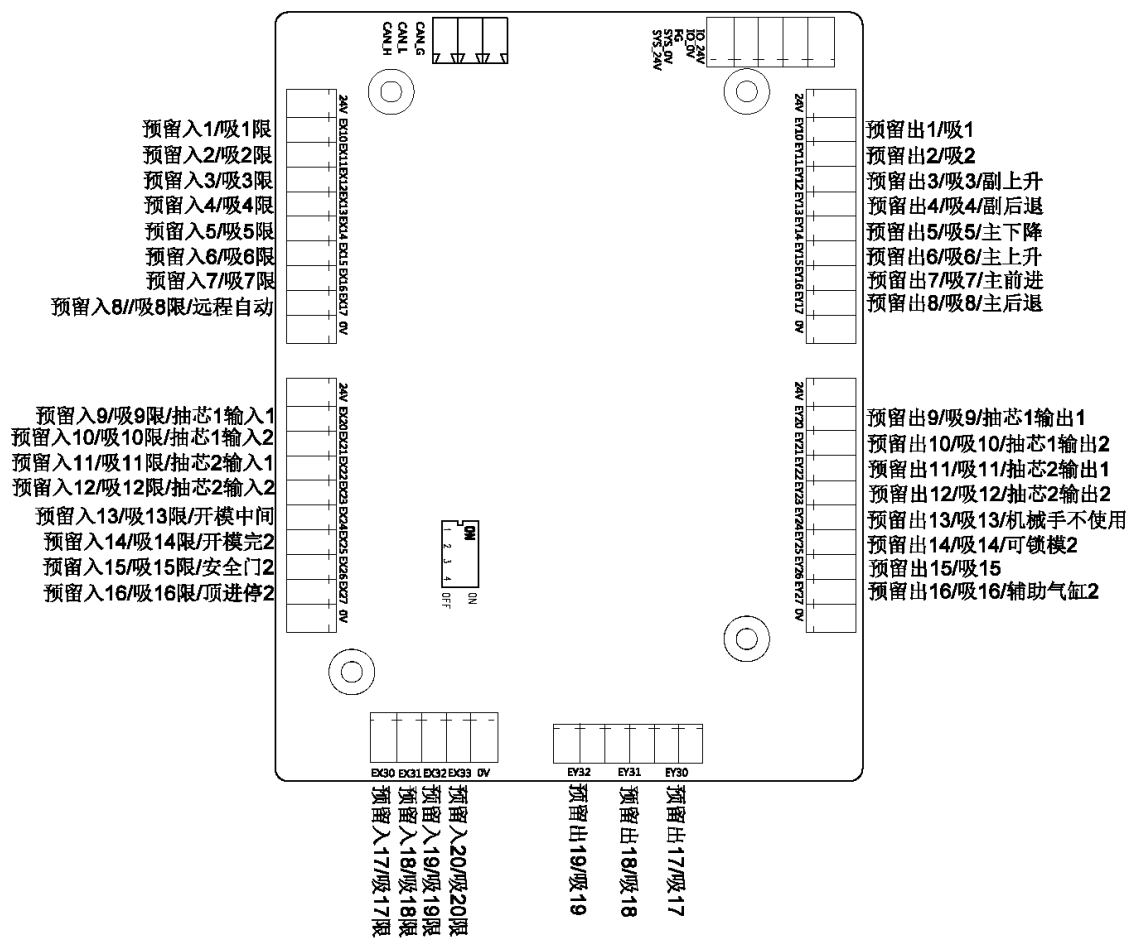 CAN_G
CAN_L
CAN_H
IO_24V
IO_0V
FG
SYS_0V
SYS_24V
预留入1/吸1限
预留入2/吸2限
预留入3/吸3限
预留入4/吸4限
预留入5/吸5限
预留入6/吸6限
预留入7/吸7限
预留入8//吸8限/远程自动
24V
EX10
EX11
EX12
EX13
EX14
EX15
EX16
EX17
0V
24V
EY10
EY11
EY12
EY13
EY14
EY15
EY16
EY17
0V
预留出1/吸1
预留出2/吸2
预留出3/吸3/副上升
预留出4/吸4/副后退
预留出5/吸5/主下降
预留出6/吸6/主上升
预留出7/吸7/主前进
预留出8/吸8/主后退
预留入9/吸9限/抽芯1输入1
预留入10/吸10限/抽芯1输入2
预留入11/吸11限/抽芯2输入1
预留入12/吸12限/抽芯2输入2
预留入13/吸13限/开模中间
预留入14/吸14限/开模完2
预留入15/吸15限/安全门2
预留入16/吸16限/顶进停2
24V
EX20
EX21
EX22
EX23
EX24
EX25
EX26
EX27
0V
ON
1
2
3
4
OFF
ON
24V
EY20
EY21
EY22
EY23
EY24
EY25
EY26
EY27
0V
预留出9/吸9/抽芯1输出1
预留出10/吸10/抽芯1输出2
预留出11/吸11/抽芯2输出1
预留出12/吸12/抽芯2输出2
预留出13/吸13/机械手不使用
预留出14/吸14/可锁模2
预留出15/吸15
预留出16/吸16/辅助气缸2
EX30
EX31
EX32
EX33
0V
EY32
EY31
EY30
预留入17/吸17限
预留入18/吸18限
预留入19/吸19限
预留入20/吸20限
预留出19/吸19
预留出18/吸18
预留出17/吸17